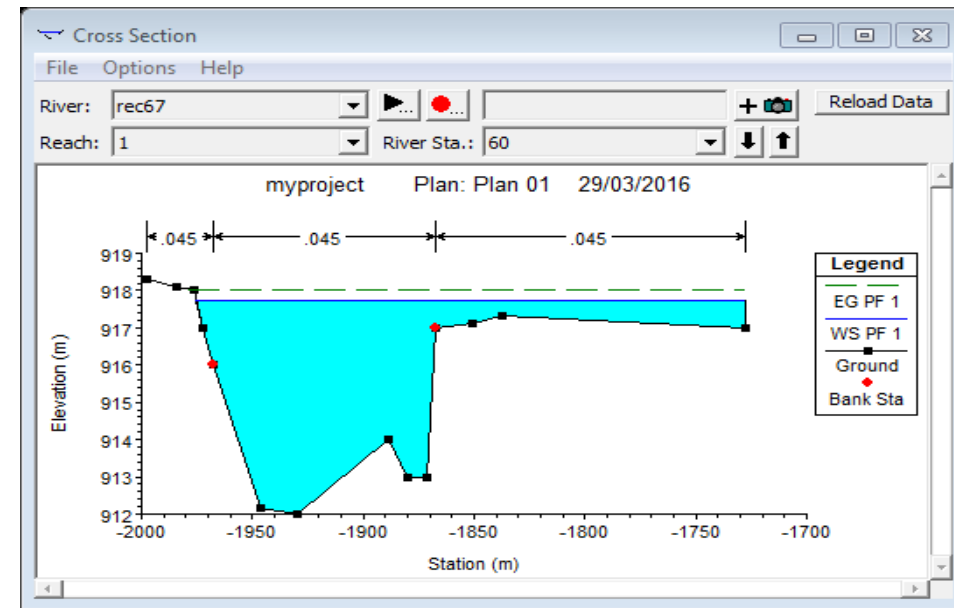 Cross Section
File Options Help
River: rec67 ... ... + Reload Data
Reach: 1 River Sta.: 60
myproject Plan: Plan 01 29/03/2016
.045 .045 .045
919
918
917
916
915
914
913
912
Elevation (m)
-2000 -1950 -1900 -1850 -1800 -1750 -1700
Station (m)
Legend
EG PF 1
WS PF 1
Ground
Bank Sta